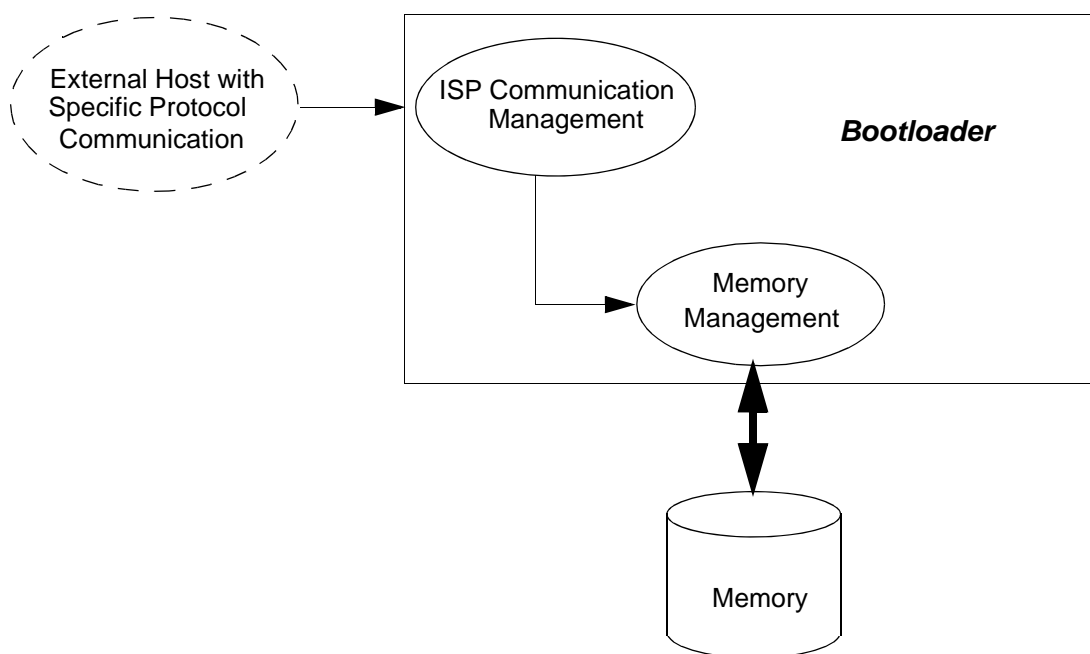 External Host with
Specific Protocol
Communication
ISP Communication
Management
Bootloader
Memory
Management
Memory